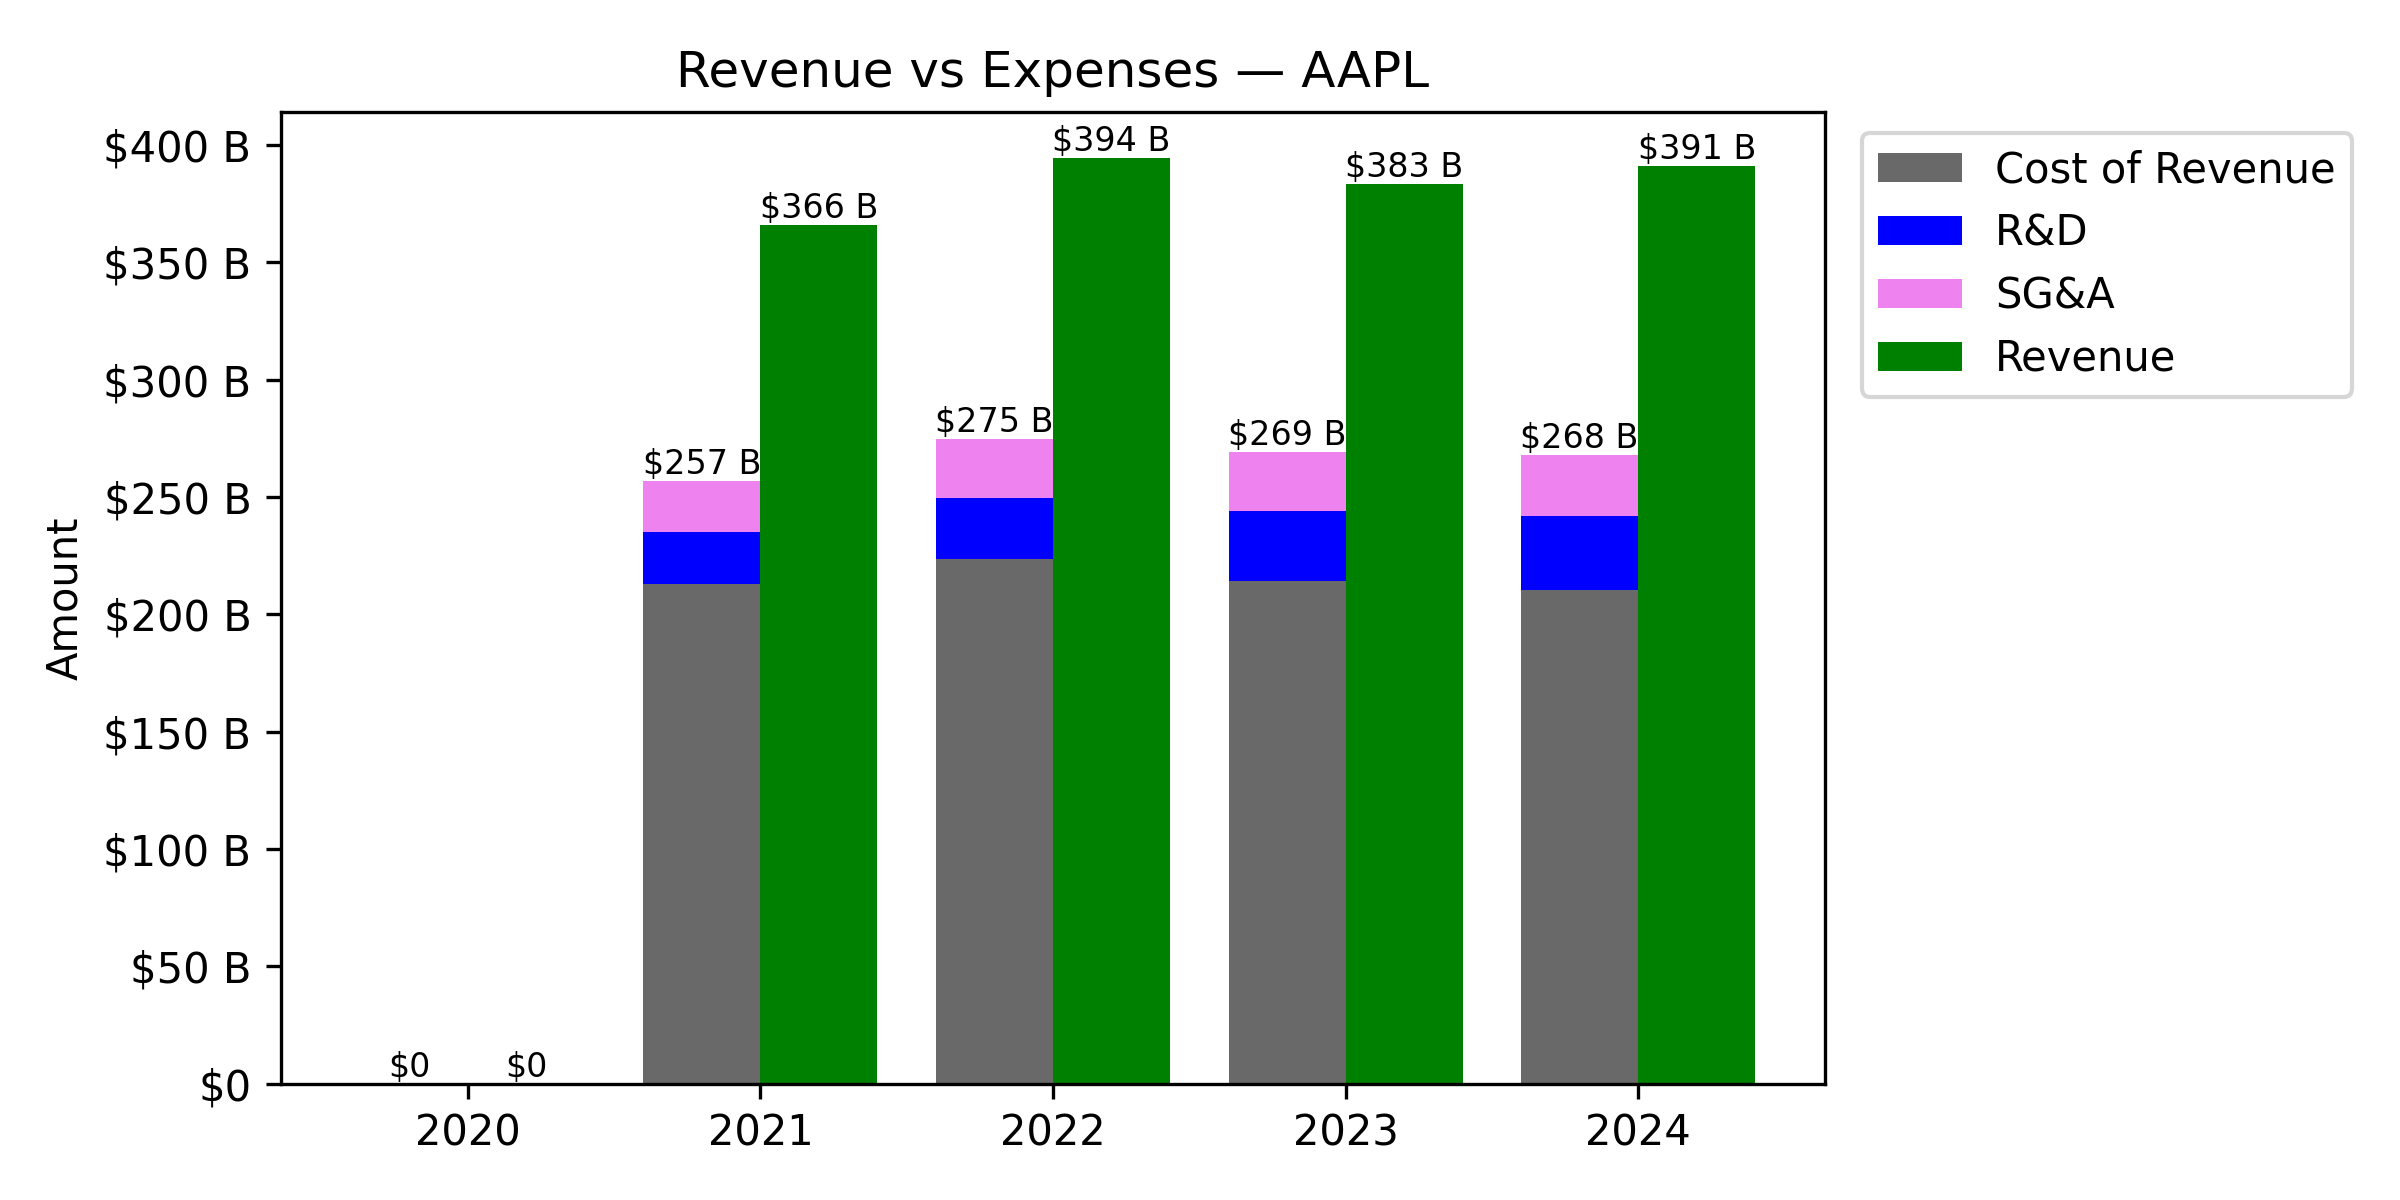 Revenue vs Expenses — AAPL
Amount
$400 B
$350 B
$300 B
$250 B
$200 B
$150 B
$100 B
$50 B
$0
$0
$0
$257 B
$366 B
$275 B
$394 B
$269 B
$383 B
$268 B
$391 B
2020
2021
2022
2023
2024
Cost of Revenue
R&D
SG&A
Revenue